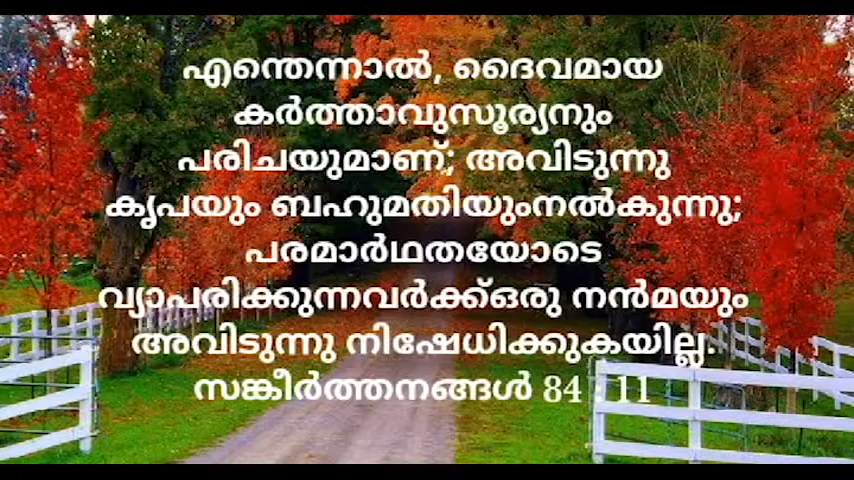 എന്തെന്നാൽ, ദൈവമായ
കർത്താവുസൂര്യനും
പരിചയുമാണ്; അവിടുന്നു
കൃപയും ബഹുമതിയുംനൽകുന്നു;
പരമാർഥതയോടെ
വ്യാപരിക്കുന്നവർക്ക്ഒരു നൻമയും
അവിടുന്നു നിഷേധിക്കുകയില്ല.
സങ്കീർത്തനങ്ങൾ 84 : 11